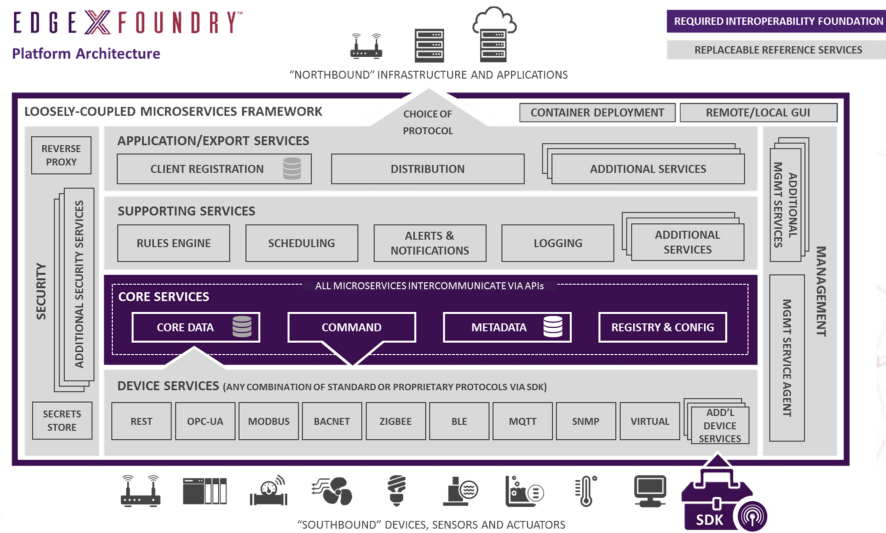 EDGE X FOUNDRY™
Platform Architecture
REQUIRED INTEROPERABILITY FOUNDATION
REPLACEABLE REFERENCE SERVICES
"NORTHBOUND" INFRASTRUCTURE AND APPLICATIONS
LOOSELY-COUPLED MICROSERVICES FRAMEWORK
CHOICE OF
PROTOCOL
CONTAINER DEPLOYMENT
REMOTE/LOCAL GUI
SECURITY
REVERSE
PROXY
ADDITIONAL SECURITY SERVICES
SECRETS
STORE
APPLICATION/EXPORT SERVICES
CLIENT REGISTRATION
DISTRIBUTION
ADDITIONAL SERVICES
SUPPORTING SERVICES
RULES ENGINE
SCHEDULING
ALERTS &
NOTIFICATIONS
LOGGING
ADDITIONAL
SERVICES
ALL MICROSERVICES INTERCOMMUNICATE VIA APIs
CORE SERVICES
CORE DATA
COMMAND
METADATA
REGISTRY & CONFIG
DEVICE SERVICES (ANY COMBINATION OF STANDARD OR PROPRIETARY PROTOCOLS VIA SDK)
REST
OPC-UA
MODBUS
BACNET
ZIGBEE
BLE
MQTT
SNMP
VIRTUAL
ADD'L
DEVICE
SERVICES
ADDITIONAL
MGMT SERVICES
MANAGEMENT
MGMT SERVICE AGENT
"SOUTHBOUND" DEVICES, SENSORS AND ACTUATORS
SDK